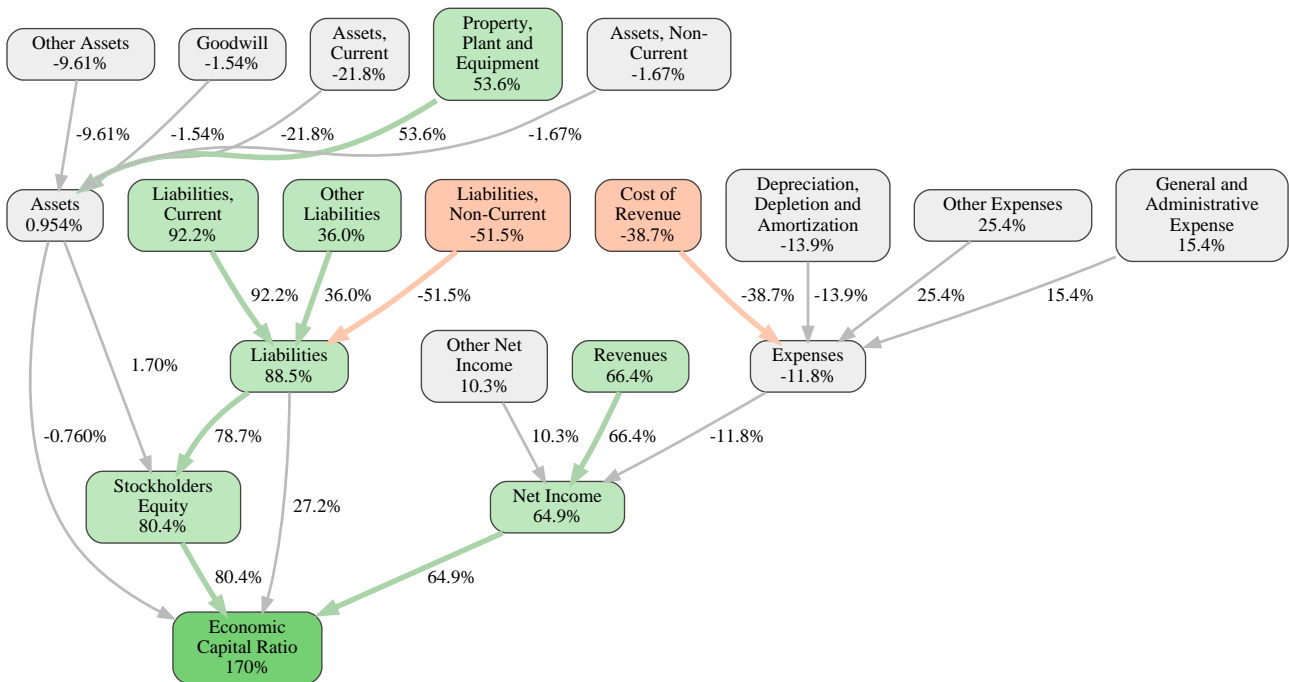 Other Assets
-9.61%
Goodwill
-1.54%
Assets,
Current
-21.8%
Property,
Plant and
Equipment
53.6%
Assets, Non-
Current
-1.67%
-9.61%
-1.54%
-21.8%
53.6%
-1.67%
Assets
0.954%
Liabilities,
Current
92.2%
Other
Liabilities
36.0%
Liabilities,
Non-Current
-51.5%
Cost of
Revenue
-38.7%
Depreciation,
Depletion and
Amortization
-13.9%
Other Expenses
25.4%
General and
Administrative
Expense
15.4%
92.2%
36.0%
-51.5%
-38.7%
-13.9%
25.4%
15.4%
Liabilities
88.5%
Other Net
Income
10.3%
Revenues
66.4%
Expenses
-11.8%
1.70%
-0.760%
78.7%
27.2%
10.3%
66.4%
-11.8%
Stockholders
Equity
80.4%
Net Income
64.9%
80.4%
64.9%
Economic
Capital Ratio
170%